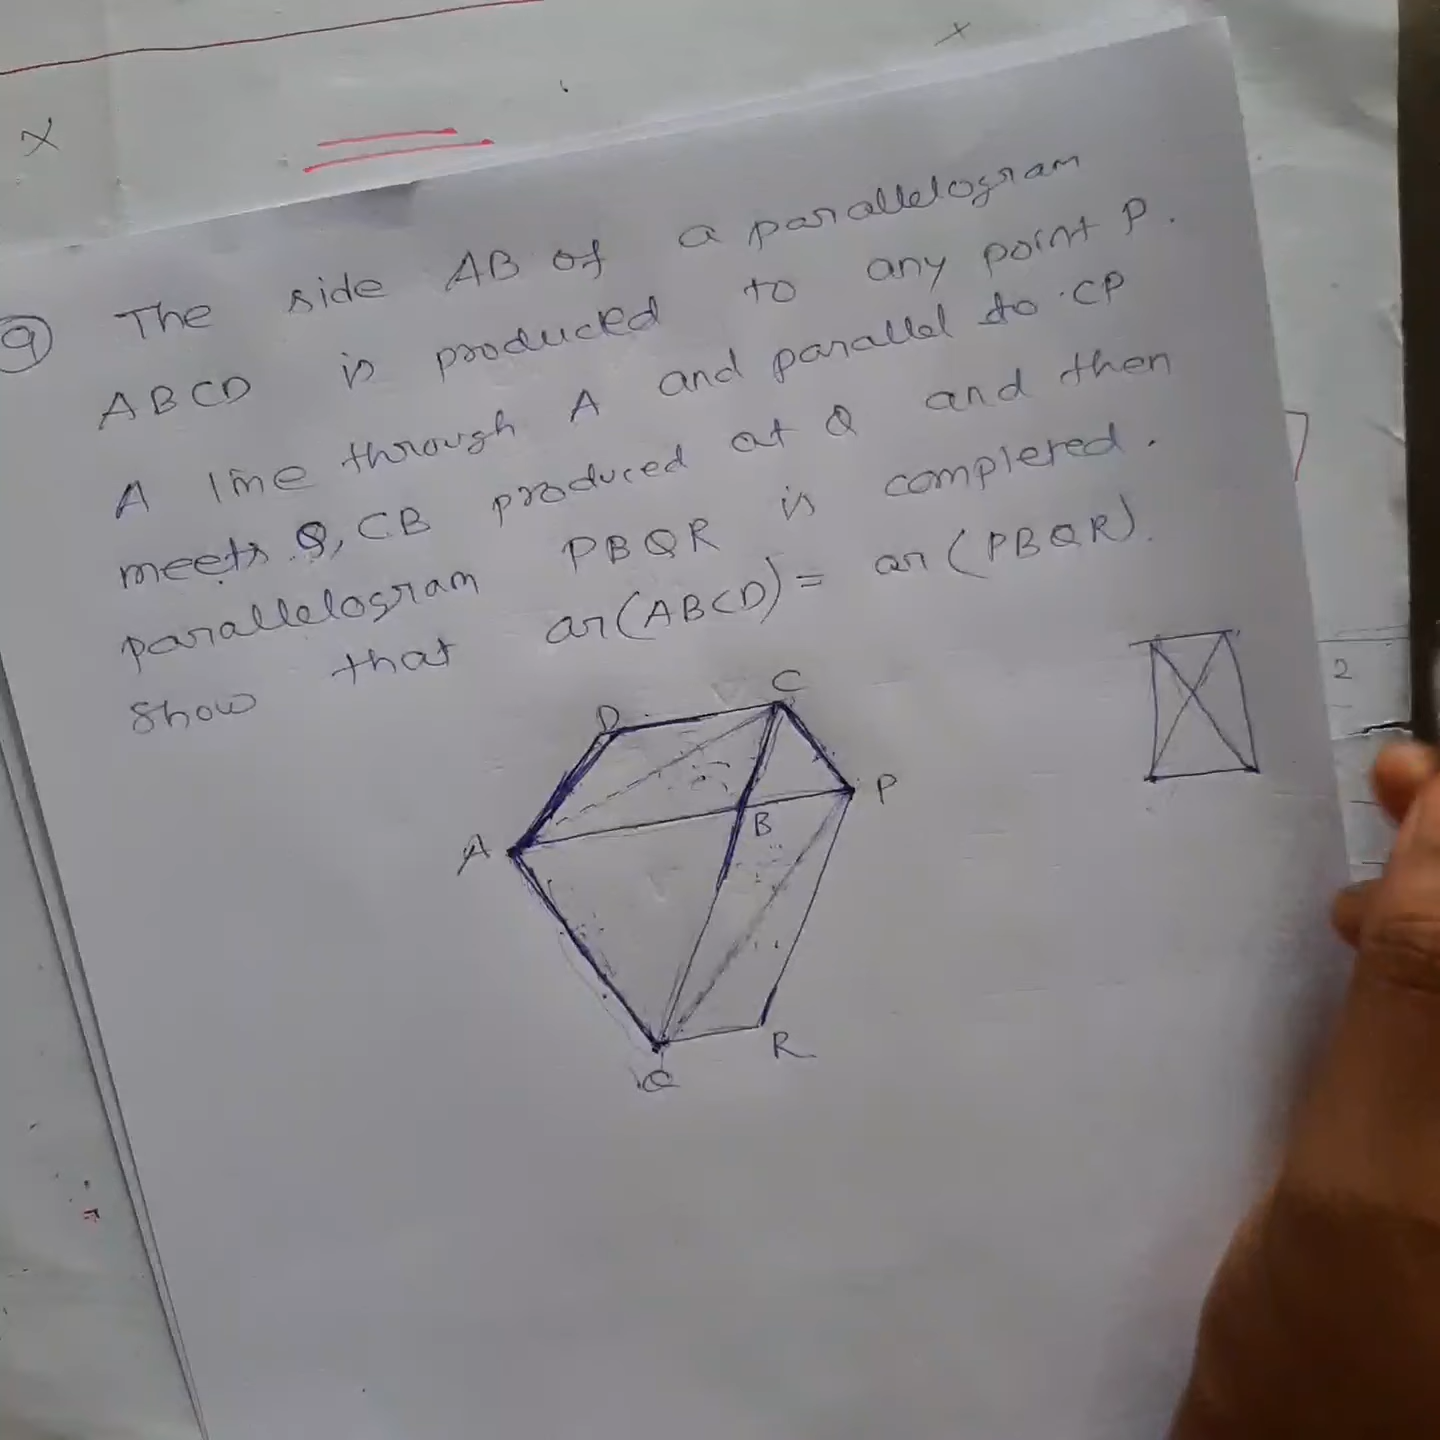 9 The side AB of a parallelogram
ABCD is produced to any point P.
A line through A and parallel to CP
meets Q, CB produced at Q and then
parallelogram PBQR is completed.
Show that ar(ABCD) = ar(PBQR).
D C
A B P
Q R
2